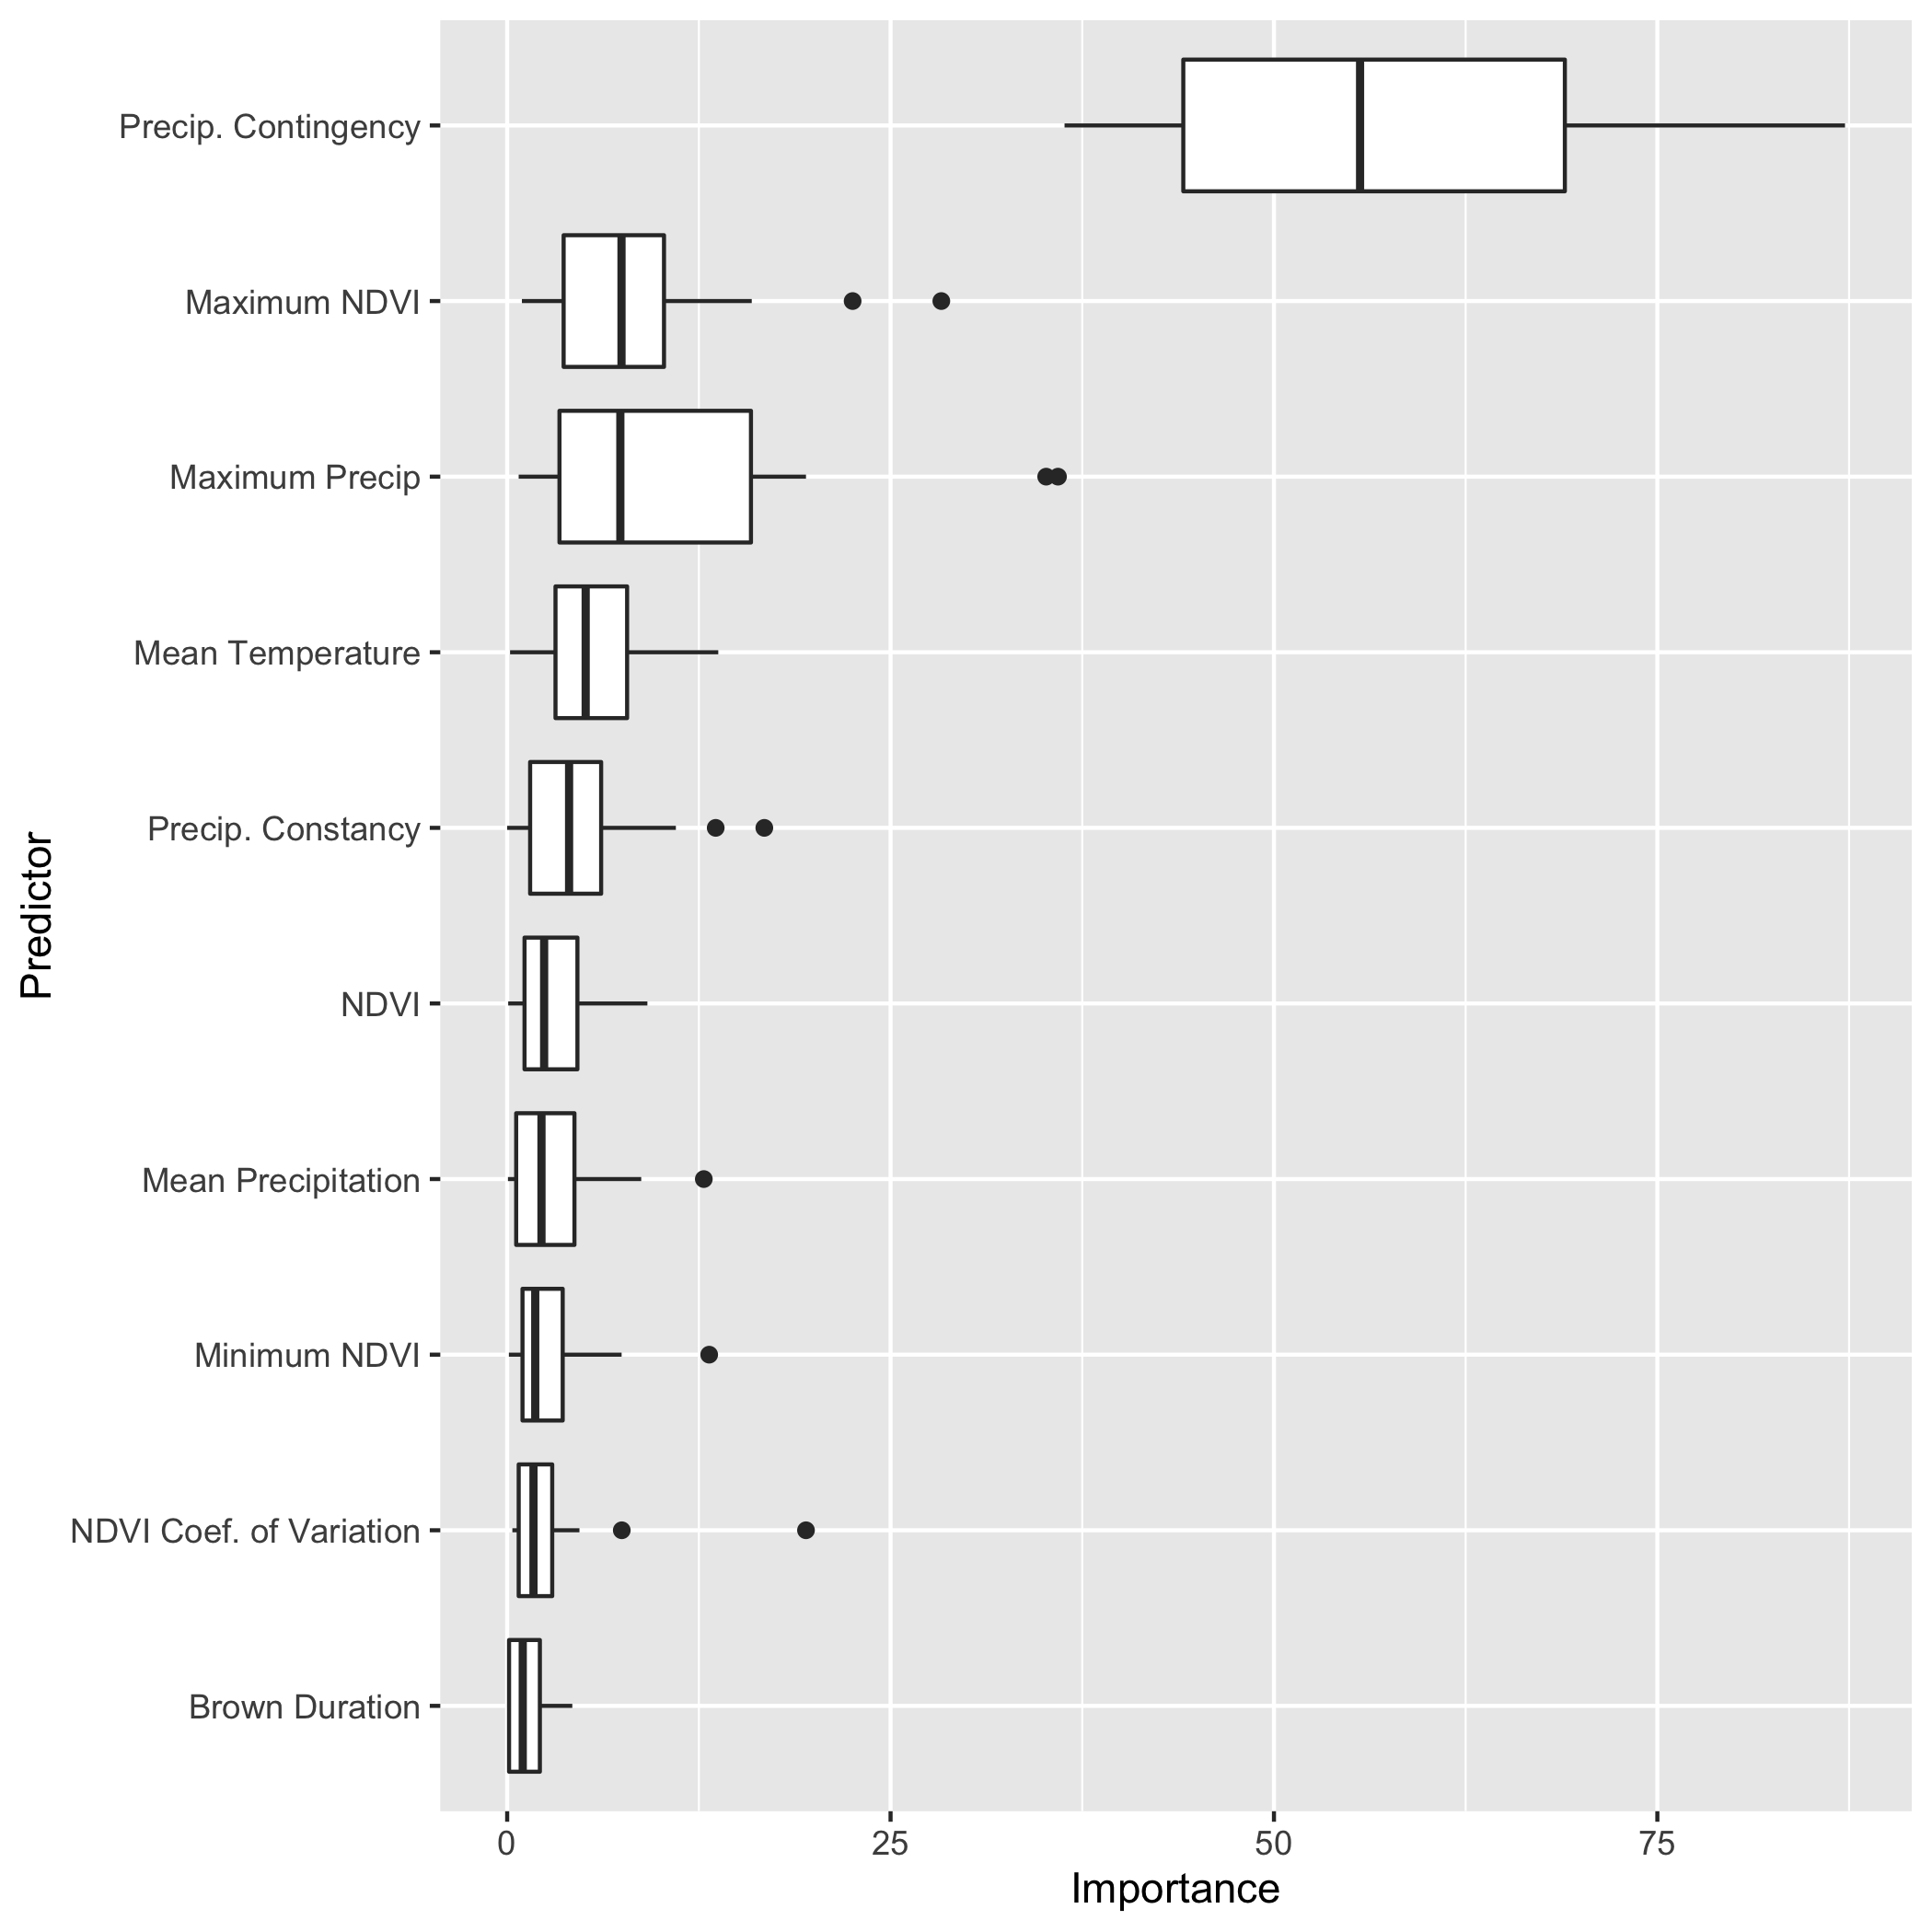 Precip. Contingency
Maximum NDVI
Maximum Precip
Mean Temperature
Precip. Constancy
NDVI
Mean Precipitation
Minimum NDVI
NDVI Coef. of Variation
Brown Duration
Predictor
0 25 50 75
Importance